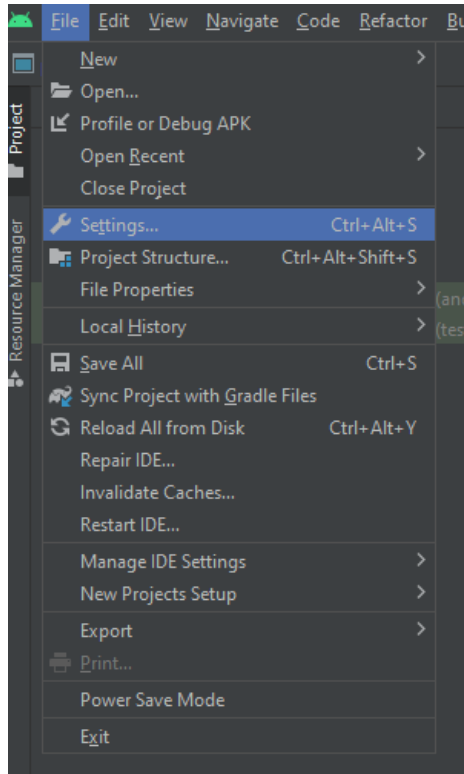 File Edit View Navigate Code Refactor
New
Open...
Profile or Debug APK
Open Recent
Close Project
Settings... Ctrl+Alt+S
Project Structure... Ctrl+Alt+Shift+S
File Properties
Local History
Save All Ctrl+S
Sync Project with Gradle Files
Reload All from Disk Ctrl+Alt+Y
Repair IDE...
Invalidate Caches...
Restart IDE...
Manage IDE Settings
New Projects Setup
Export
Print...
Power Save Mode
Exit
Project
Resource Manager